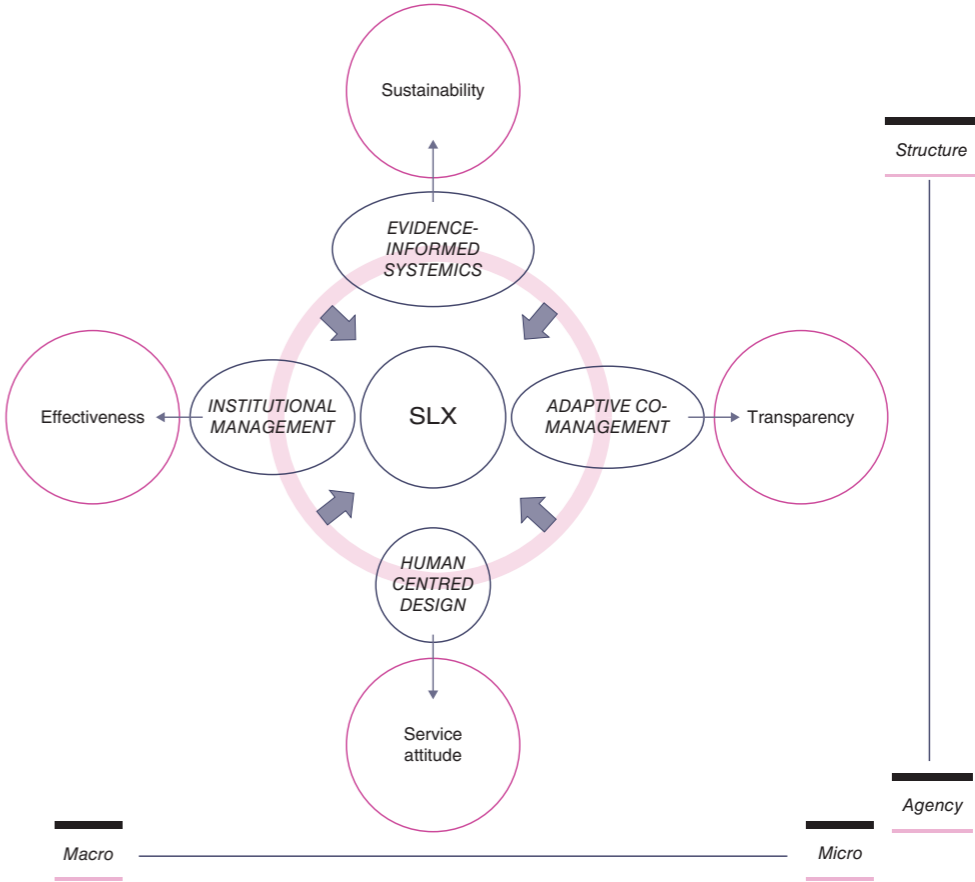 Sustainability
Structure
EVIDENCE-
INFORMED
SYSTEMICS
Effectiveness
INSTITUTIONAL
MANAGEMENT
SLX
ADAPTIVE CO-
MANAGEMENT
Transparency
HUMAN
CENTRED
DESIGN
Service
attitude
Agency
Macro
Micro